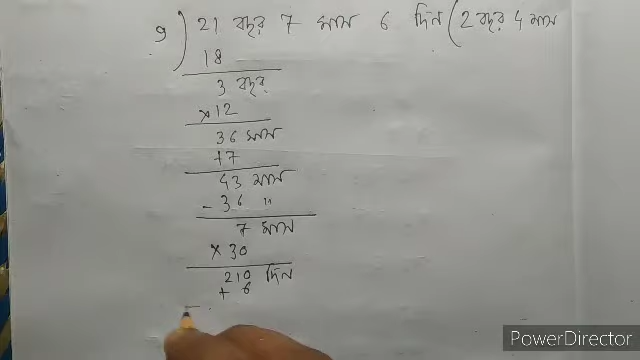 9 ) 21 বছর 7 মাস 6 দিন ( 2 বছর 4 মাস
18
3 বছর
×12
36 মাস
+7
43 মাস
- 36 "
7 মাস
× 30
210 দিন
+ 6
PowerDirector